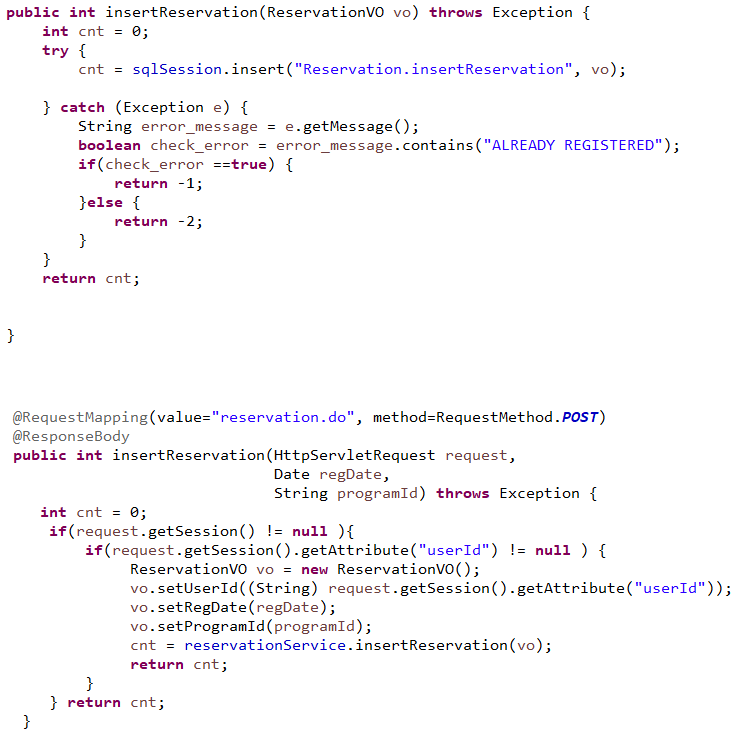 public int insertReservation(ReservationVO vo) throws Exception {
int cnt = 0;
try {
cnt = sqlSession.insert("Reservation.insertReservation", vo);
} catch (Exception e) {
String error_message = e.getMessage();
boolean check_error = error_message.contains("ALREADY REGISTERED");
if(check_error ==true) {
return -1;
}else {
return -2;
}
}
return cnt;
}
@RequestMapping(value="reservation.do", method=RequestMethod.POST)
@ResponseBody
public int insertReservation(HttpServletRequest request,
Date regDate,
String programId) throws Exception {
int cnt = 0;
if(request.getSession() != null ){
if(request.getSession().getAttribute("userId") != null ) {
ReservationVO vo = new ReservationVO();
vo.setUserId((String) request.getSession().getAttribute("userId"));
vo.setRegDate(regDate);
vo.setProgramId(programId);
cnt = reservationService.insertReservation(vo);
return cnt;
}
} return cnt;
}